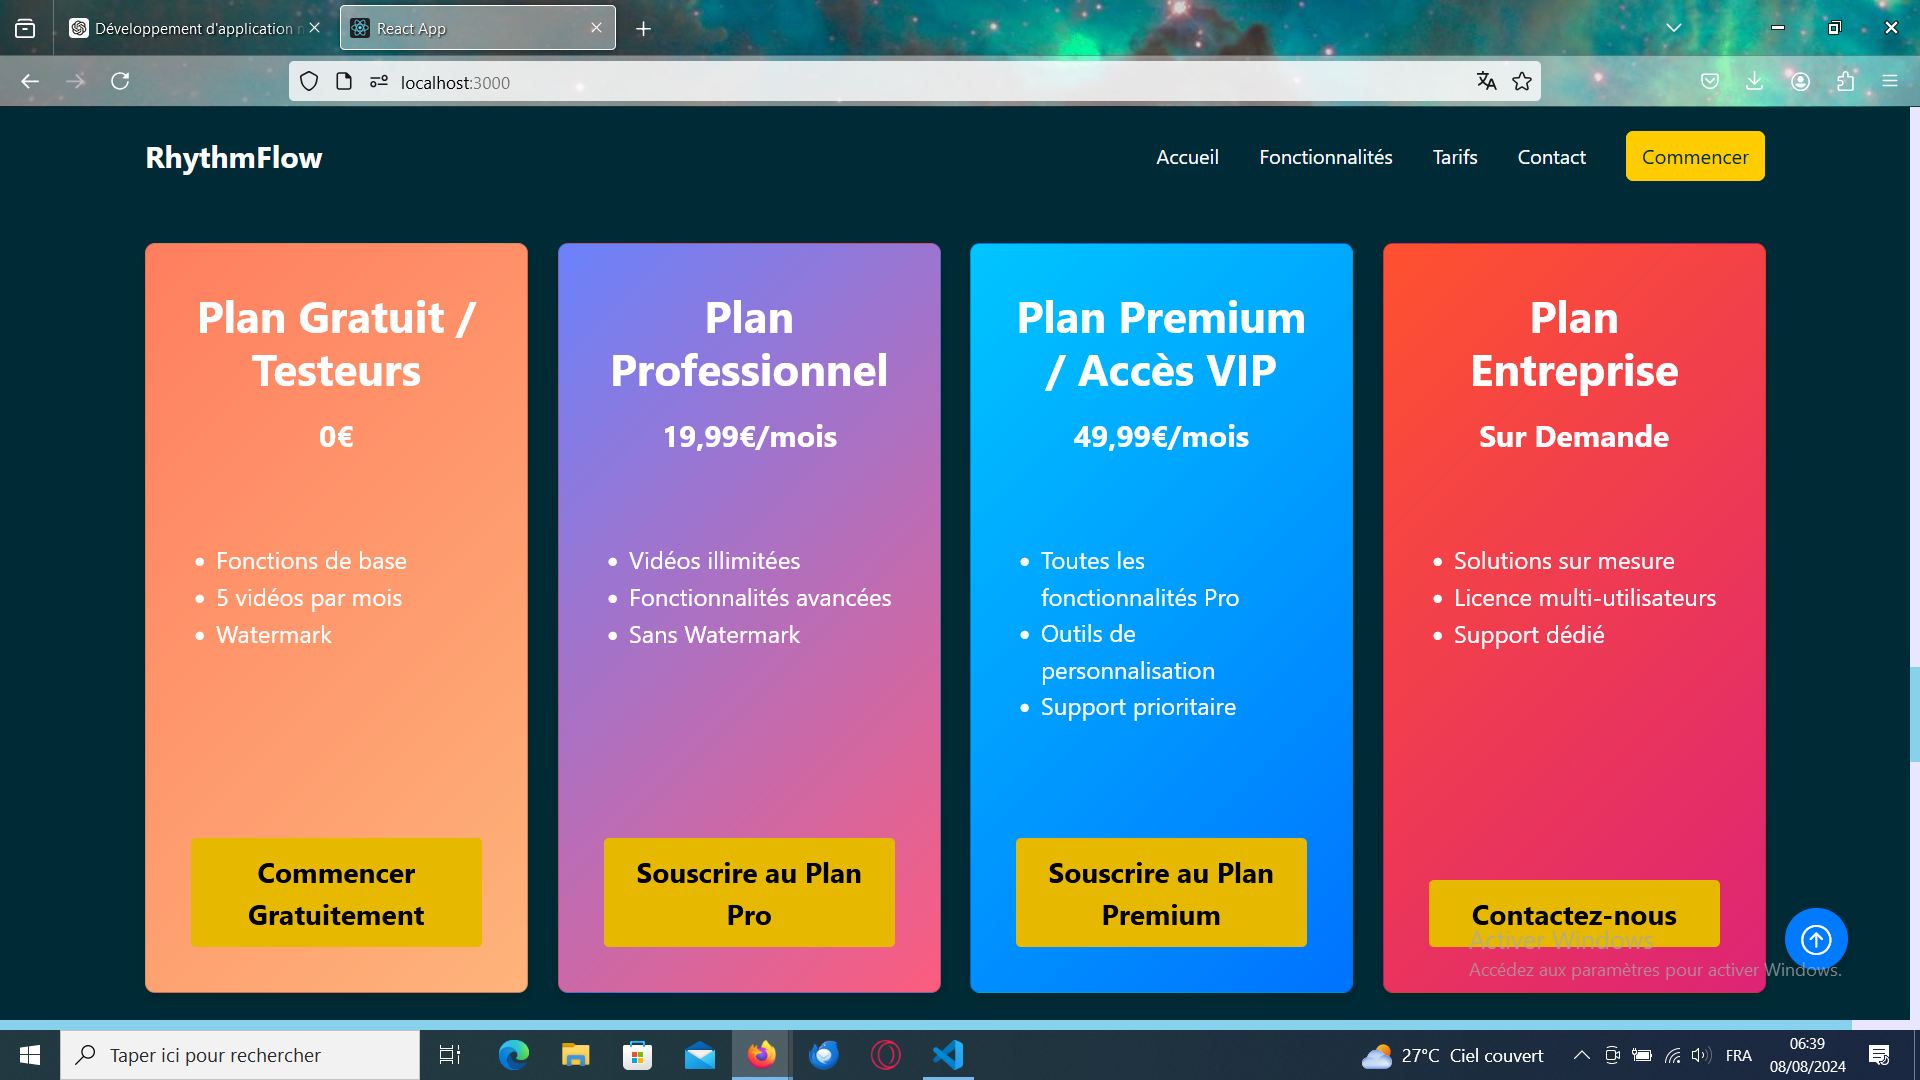 Développement d'application
React App
localhost:3000
RhythmFlow
Accueil
Fonctionnalités
Tarifs
Contact
Commencer
Plan Gratuit /
Testeurs
0€
Fonctions de base
5 vidéos par mois
Watermark
Commencer
Gratuitement
Plan
Professionnel
19,99€/mois
Vidéos illimitées
Fonctionnalités avancées
Sans Watermark
Souscrire au Plan
Pro
Plan Premium
/ Accès VIP
49,99€/mois
Toutes les
fonctionnalités Pro
Outils de
personnalisation
Support prioritaire
Souscrire au Plan
Premium
Plan
Entreprise
Sur Demande
Solutions sur mesure
Licence multi-utilisateurs
Support dédié
Contactez-nous
Activer Windows
Accédez aux paramètres pour activer Windows.
Taper ici pour rechercher
27°C Ciel couvert
FRA
06:39
08/08/2024